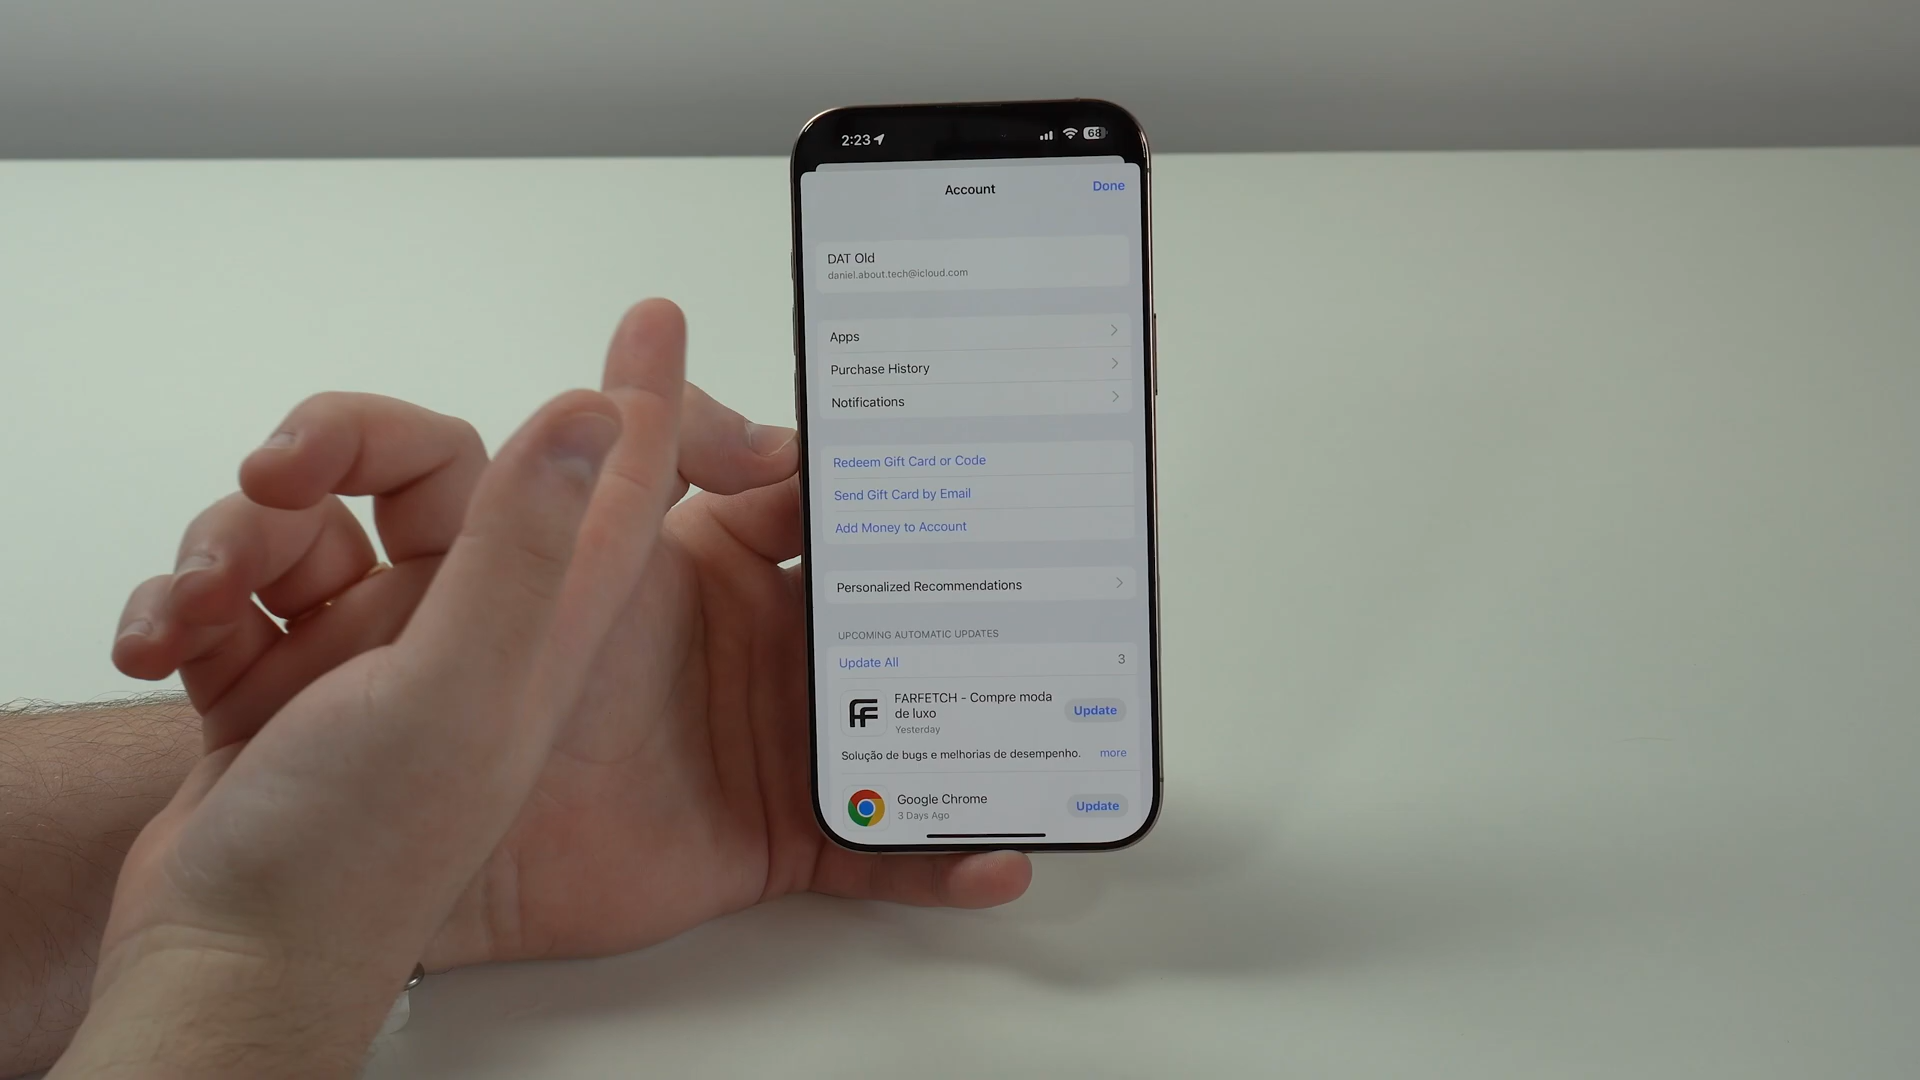 2:23
68
Account
Done
DAT Old
daniel.about.tech@icloud.com
Apps
Purchase History
Notifications
Redeem Gift Card or Code
Send Gift Card by Email
Add Money to Account
Personalized Recommendations
UPCOMING AUTOMATIC UPDATES
Update All
3
FARFETCH - Compre moda
de luxo
Yesterday
Update
Solução de bugs e melhorias de desempenho.
more
Google Chrome
3 Days Ago
Update